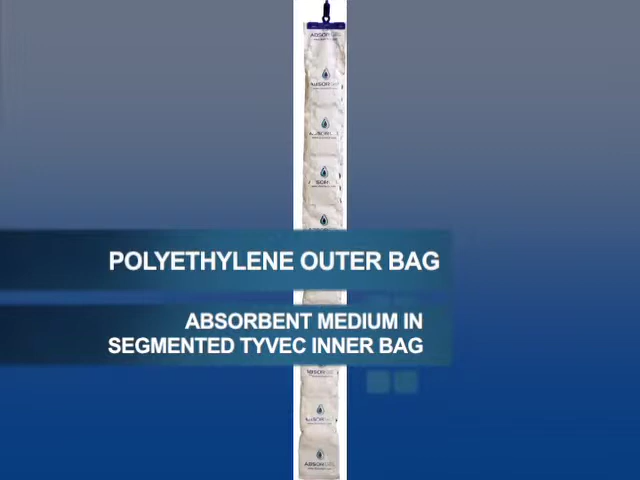 POLYETHYLENE OUTER BAG
ABSORBENT MEDIUM IN
SEGMENTED TYVEC INNER BAG